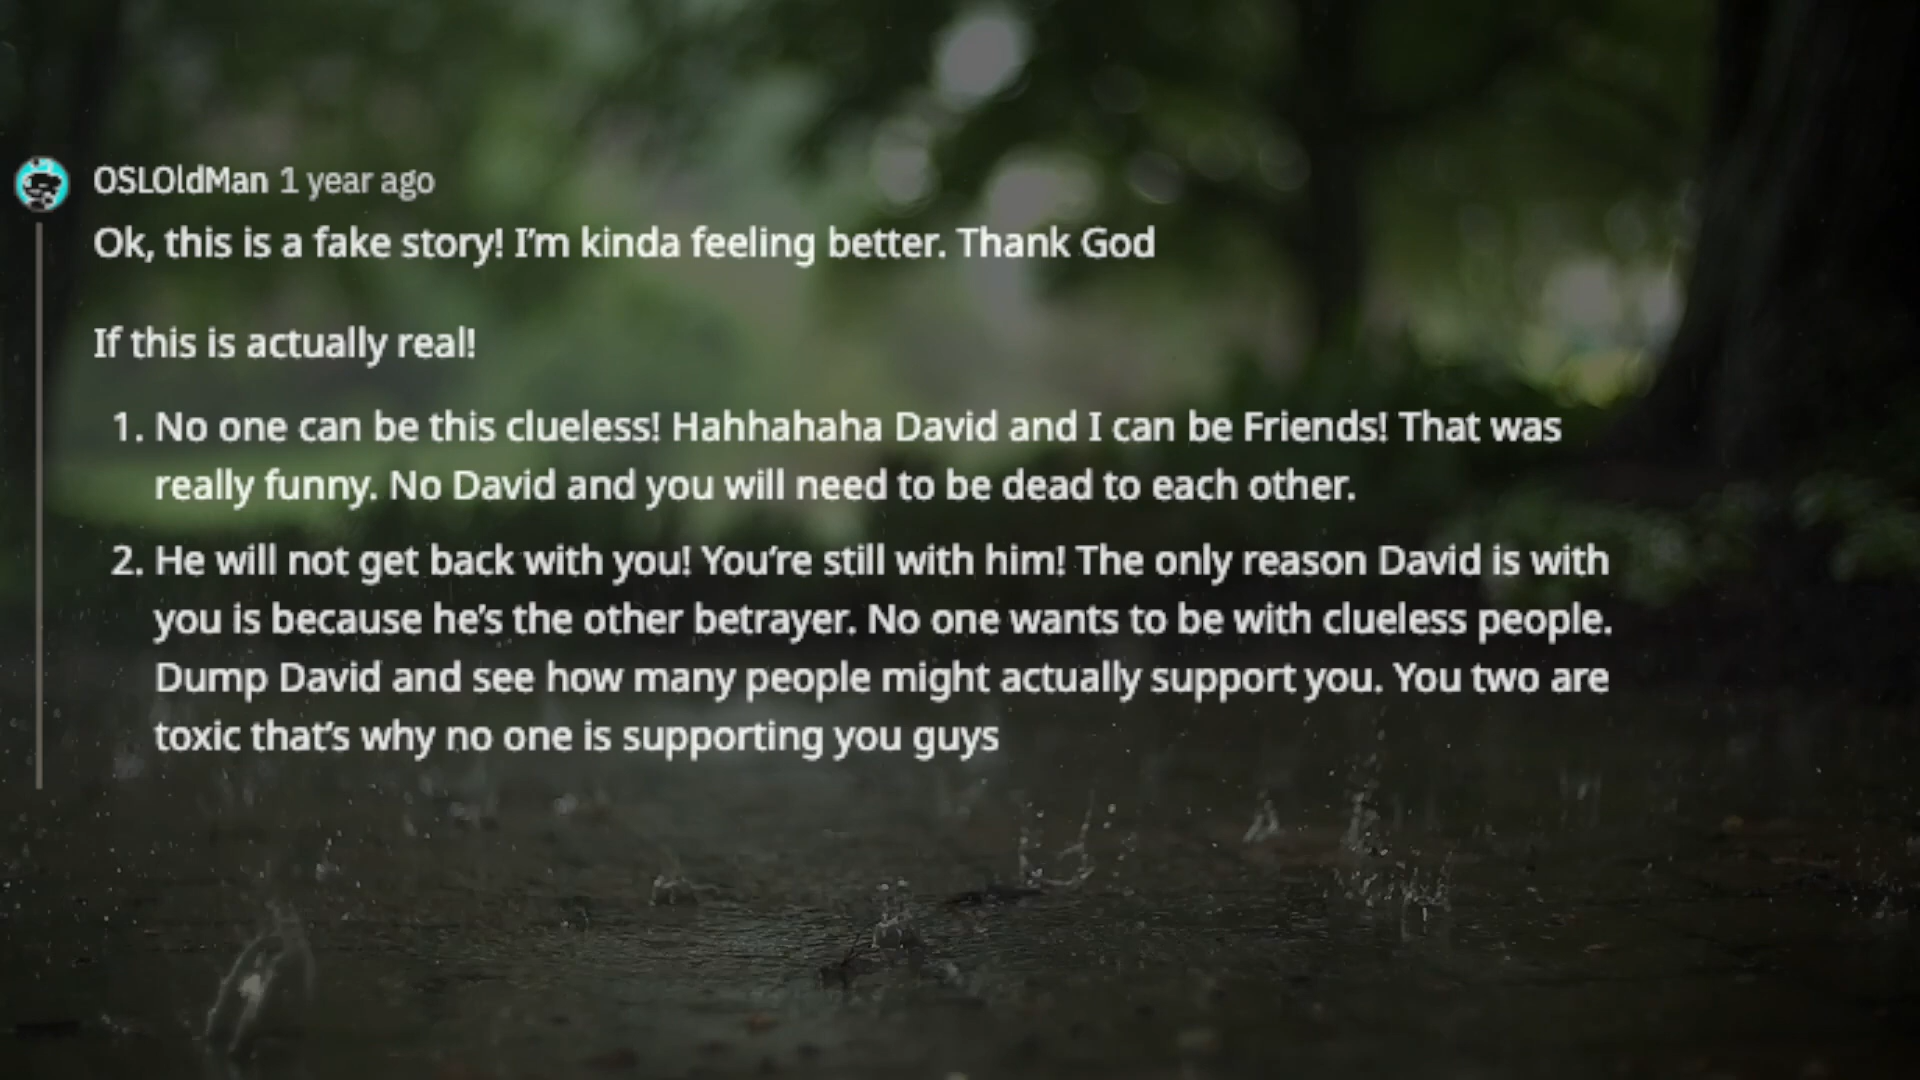 OSLOldMan 1 year ago
Ok, this is a fake story! I'm kinda feeling better. Thank God
If this is actually real!
1. No one can be this clueless! Hahhahaha David and I can be Friends! That was
really funny. No David and you will need to be dead to each other.
2. He will not get back with you! You're still with him! The only reason David is with
you is because he's the other betrayer. No one wants to be with clueless people.
Dump David and see how many people might actually support you. You two are
toxic that's why no one is supporting you guys